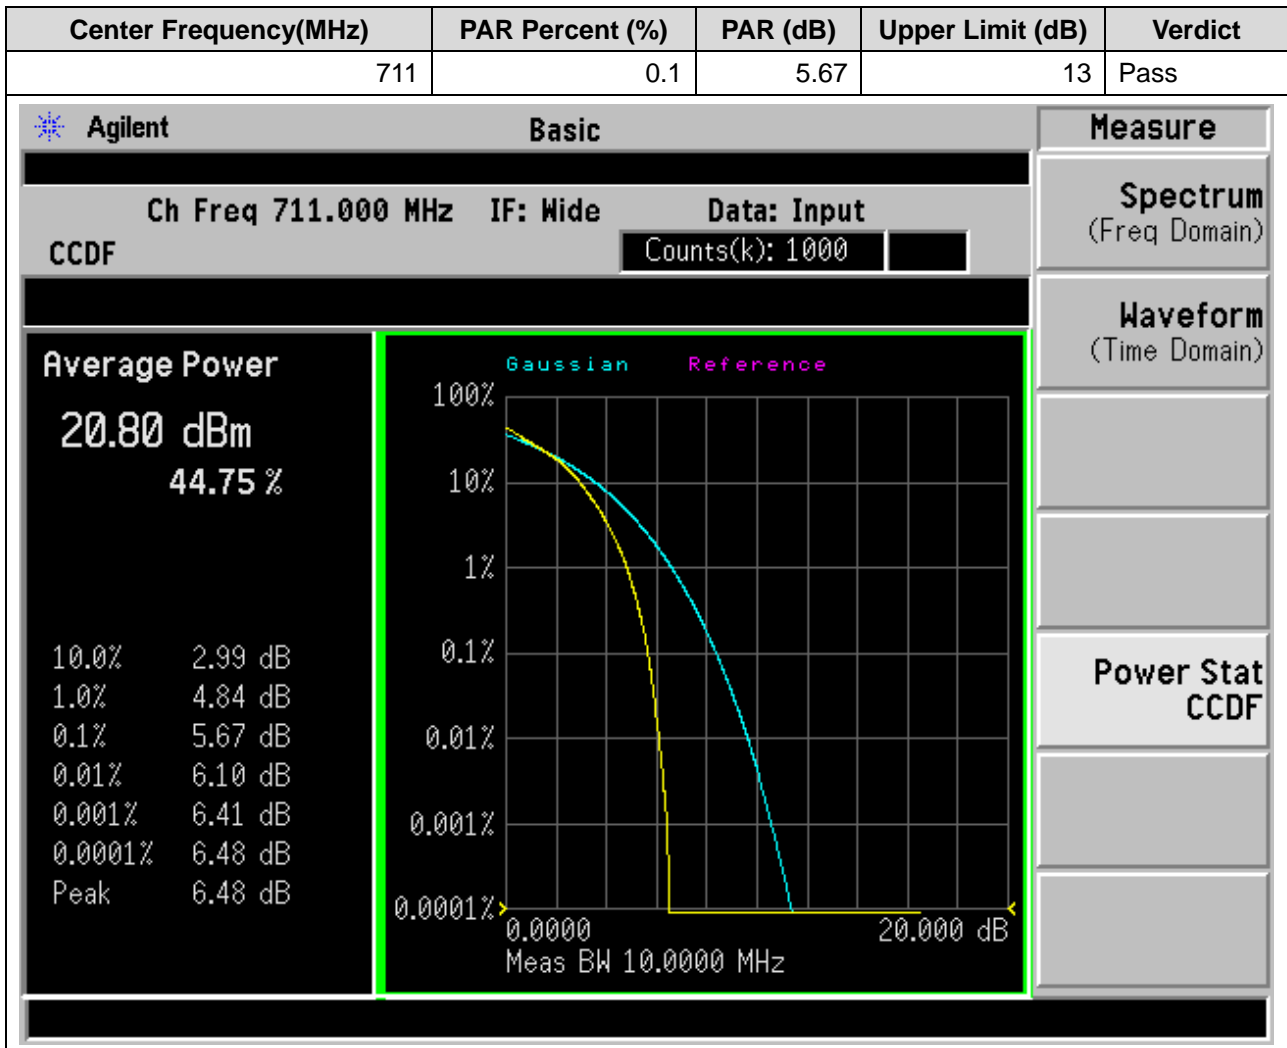 Center Frequency(MHz) PAR Percent (%) PAR (dB) Upper Limit (dB) Verdict
711 0.1 5.67 13 Pass
Agilent Basic Measure
Ch Freq 711.000 MHz IF: Wide Data: Input
CCDF Counts(k): 1000
Spectrum
(Freq Domain)
Waveform
(Time Domain)
Power Stat
CCDF
Average Power
20.80 dBm
44.75 %
10.0% 2.99 dB
1.0% 4.84 dB
0.1% 5.67 dB
0.01% 6.10 dB
0.001% 6.41 dB
0.0001% 6.48 dB
Peak 6.48 dB
Gaussian Reference
100%
10%
1%
0.1%
0.01%
0.001%
0.0001%
0.0000 20.000 dB
Meas BW 10.0000 MHz